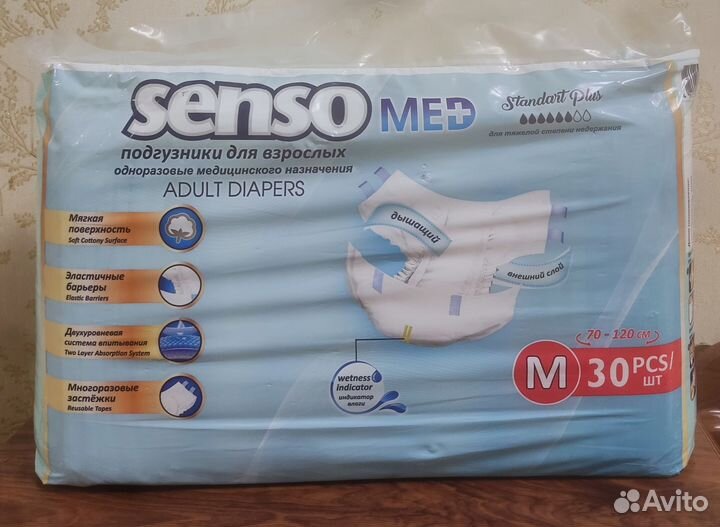 senso MED
Standart Plus
для тяжелой степени недержания
подгузники для взрослых
одноразовые медицинского назначения
ADULT DIAPERS
Мягкая
поверхность
Soft Cottony Surface
дышащий
внешний слой
Эластичные
барьеры
Elastic Barriers
Двухуровневая
система впитывания
Two Layer Absorption System
70 - 120 см
M 30 PCS/
шт
wetness
indicator
индикатор
влаги
Многоразовые
застёжки
Reusable Tapes
Avito